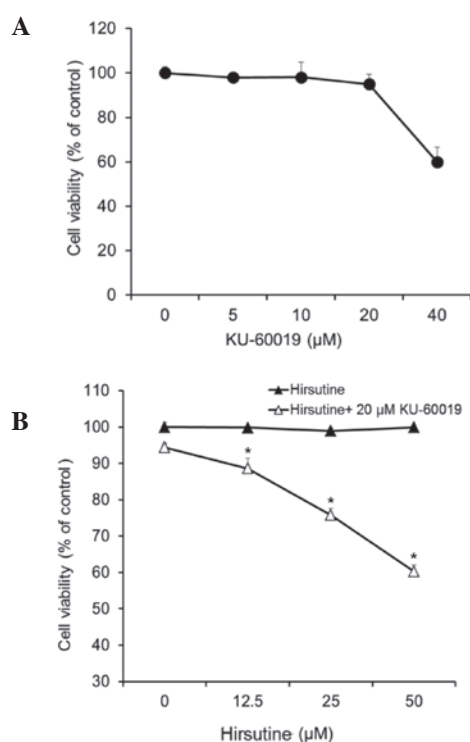 A
120
100
80
60
40
20
0
Cell viability (% of control)
0 5 10 20 40
KU-60019 (µM)
B
Hirsutine
Hirsutine+ 20 µM KU-60019
110
100
90
80
70
60
50
40
30
* * *
Cell viability (% of control)
0 12.5 25 50
Hirsutine (µM)